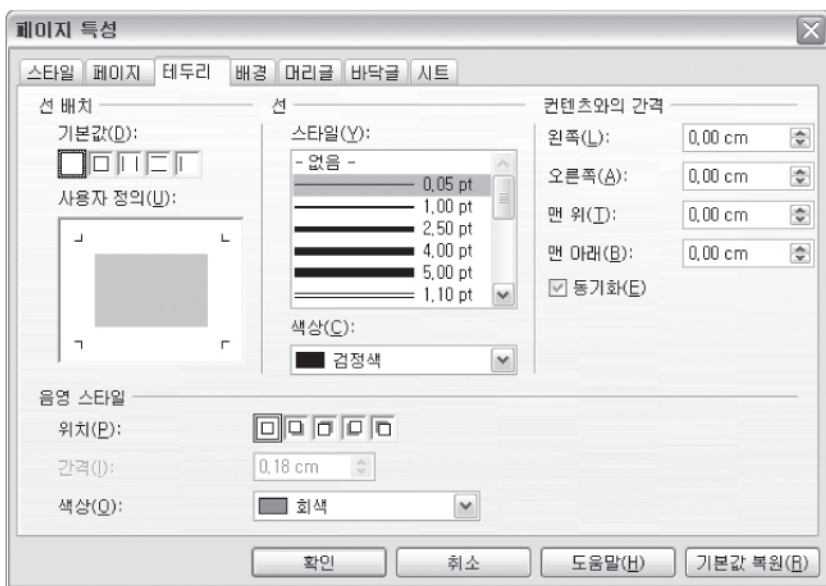 페이지 특성
스타일 페이지 테두리 배경 머리글 바닥글 시트
선 배치
기본값(D):
사용자 정의(U):
선
스타일(Y):
- 없음 -
0,05 pt
1,00 pt
2,50 pt
4,00 pt
5,00 pt
1,10 pt
색상(C):
검정색
컨텐츠와의 간격
왼쪽(L): 0,00 cm
오른쪽(A): 0,00 cm
맨 위(T): 0,00 cm
맨 아래(B): 0,00 cm
동기화(E)
음영 스타일
위치(P):
간격(I): 0,18 cm
색상(O): 회색
확인 취소 도움말(H) 기본값 복원(R)